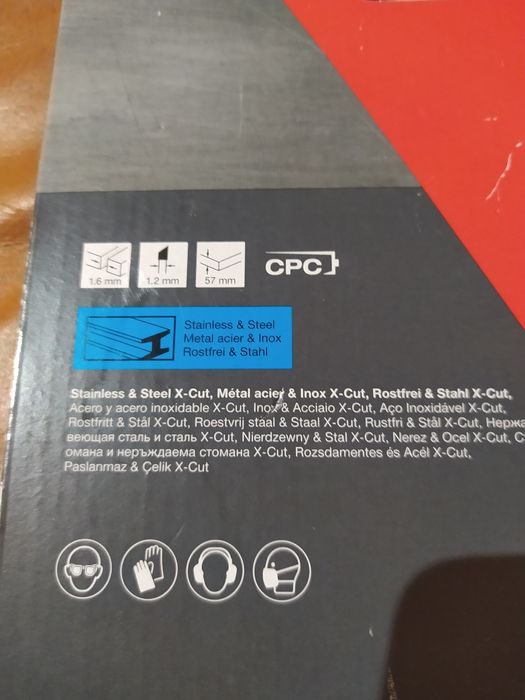 1.6 mm
1.2 mm
57 mm
CPC
Stainless & Steel
Metal acier & Inox
Rostfrei & Stahl
Stainless & Steel X-Cut, Métal acier & Inox X-Cut, Rostfrei & Stahl X-Cut,
Acero y acero inoxidable X-Cut, Inox & Acciaio X-Cut, Aço Inoxidável X-Cut,
Rostfritt & Stål X-Cut, Roestvrij staal & Staal X-Cut, Rustfri & Stål X-Cut, Нержа
веющая сталь и сталь X-Cut, Nierdzewny & Stal X-Cut, Nerez & Ocel X-Cut, Ст
омана и неръждаема стомана X-Cut, Rozsdamentes és Acél X-Cut,
Paslanmaz & Çelik X-Cut